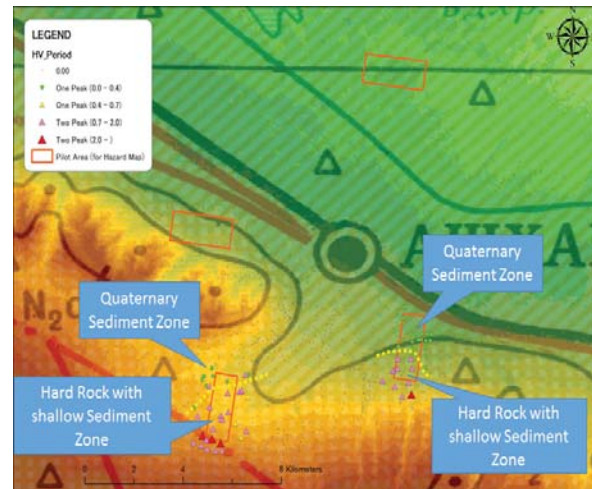 LEGEND
HV_Period
0.00
One Peak (0.0 - 0.4)
One Peak (0.4 - 0.7)
Two Peak (0.7 - 2.0)
Two Peak (2.0 - )
Pilot Area (for Hazard Map)
N
W
E
S
АШХА
Quaternary
Sediment Zone
Quaternary
Sediment Zone
Hard Rock with
shallow Sediment
Zone
Hard Rock with
shallow Sediment
Zone
0
4
8 Kilometers